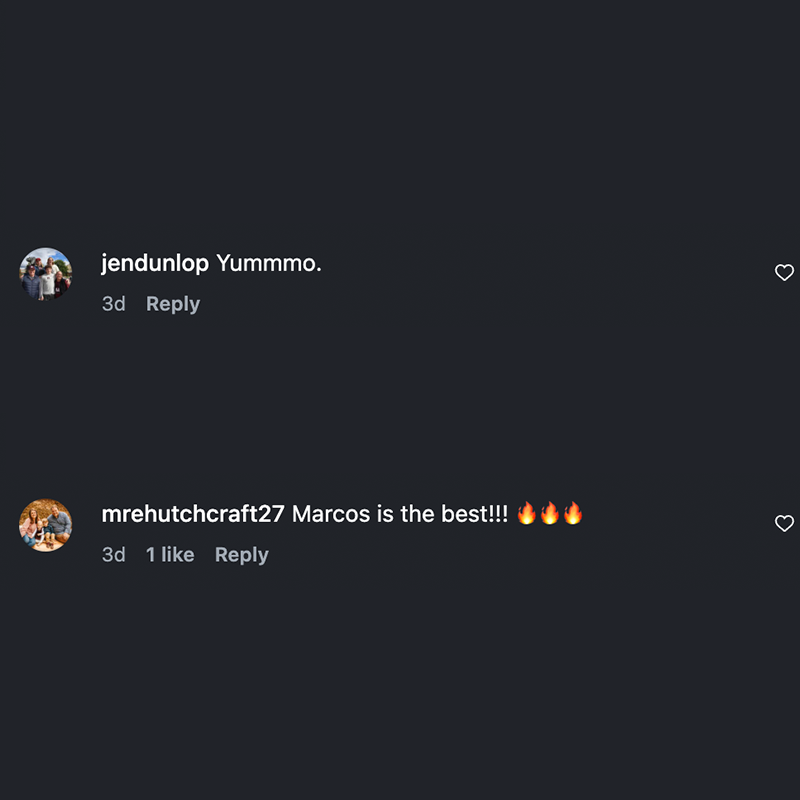 jendunlop Yummmo.
3d Reply
mrehutchcraft27 Marcos is the best!!! 🔥🔥🔥
3d 1 like Reply